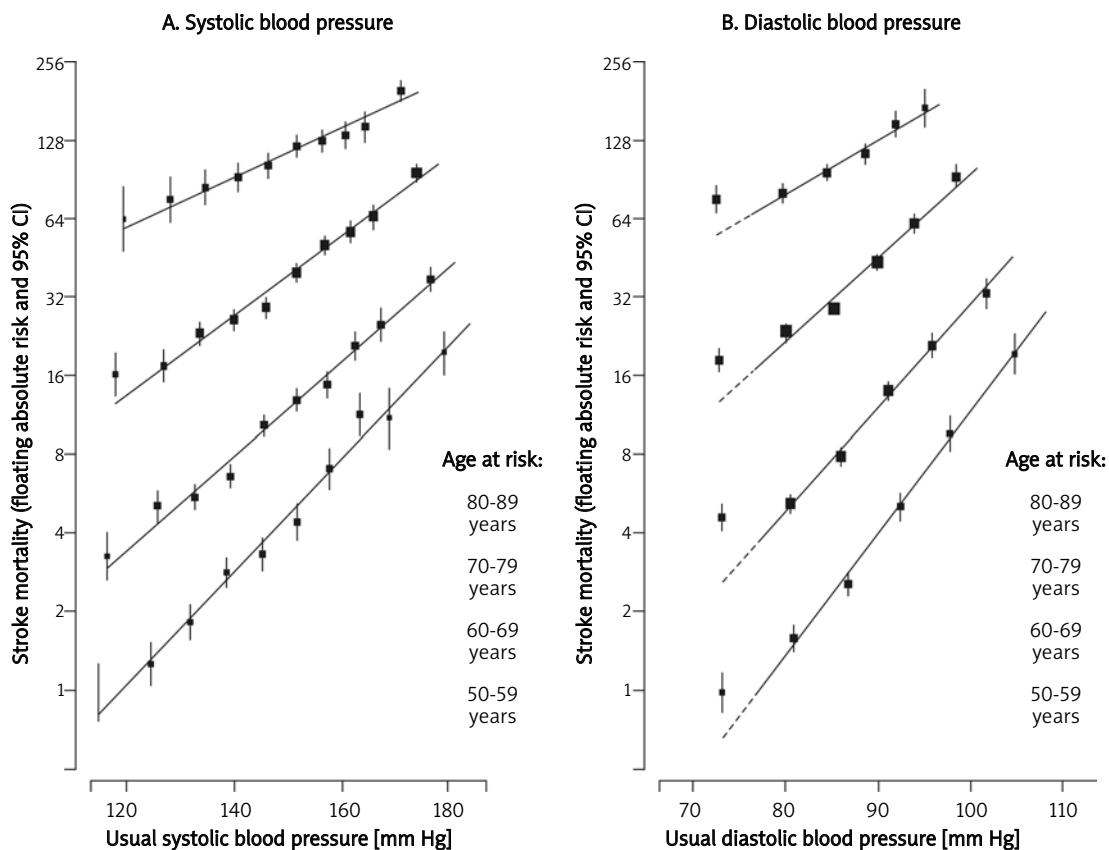 A. Systolic blood pressure
Stroke mortality (floating absolute risk and 95% CI)
256
128
64
32
16
8
4
2
1
120
140
160
180
Usual systolic blood pressure [mm Hg]
Age at risk:
80-89
years
70-79
years
60-69
years
50-59
years
B. Diastolic blood pressure
Stroke mortality (floating absolute risk and 95% CI)
256
128
64
32
16
8
4
2
1
70
80
90
100
110
Usual diastolic blood pressure [mm Hg]
Age at risk:
80-89
years
70-79
years
60-69
years
50-59
years